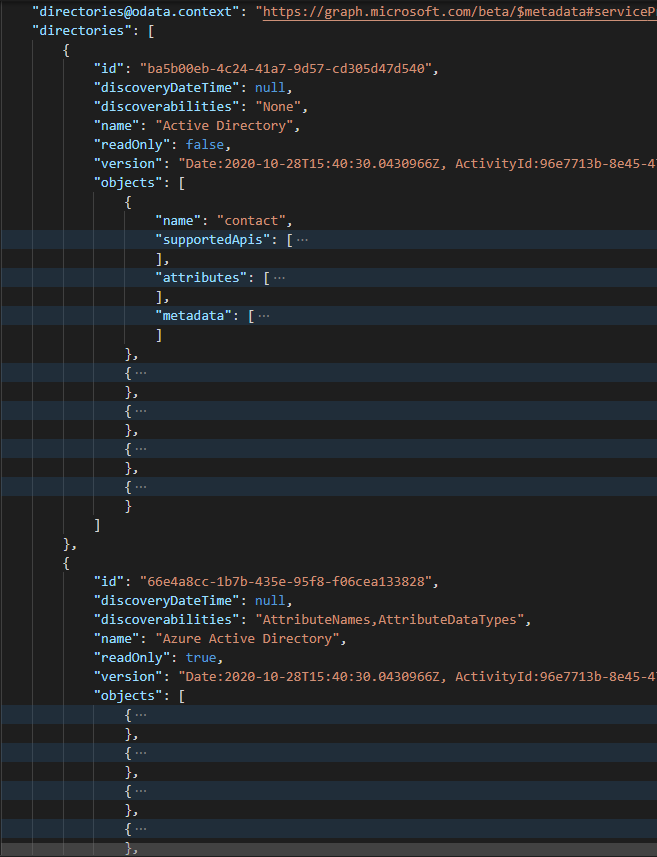 "directories@odata.context": "https://graph.microsoft.com/beta/$metadata#serviceP
"directories": [
{
"id": "ba5b00eb-4c24-41a7-9d57-cd305d47d540",
"discoveryDateTime": null,
"discoverabilities": "None",
"name": "Active Directory",
"readOnly": false,
"version": "Date:2020-10-28T15:40:30.0430966Z, ActivityId:96e7713b-8e45-4
"objects": [
{
"name": "contact",
"supportedApis": [ ···
],
"attributes": [ ···
],
"metadata": [ ···
]
},
{ ···
},
{ ···
},
{ ···
},
{ ···
}
]
},
{
"id": "66e4a8cc-1b7b-435e-95f8-f06cea133828",
"discoveryDateTime": null,
"discoverabilities": "AttributeNames,AttributeDataTypes",
"name": "Azure Active Directory",
"readOnly": true,
"version": "Date:2020-10-28T15:40:30.0430966Z, ActivityId:96e7713b-8e45-4
"objects": [
{ ···
},
{ ···
},
{ ···
},
{ ···
},